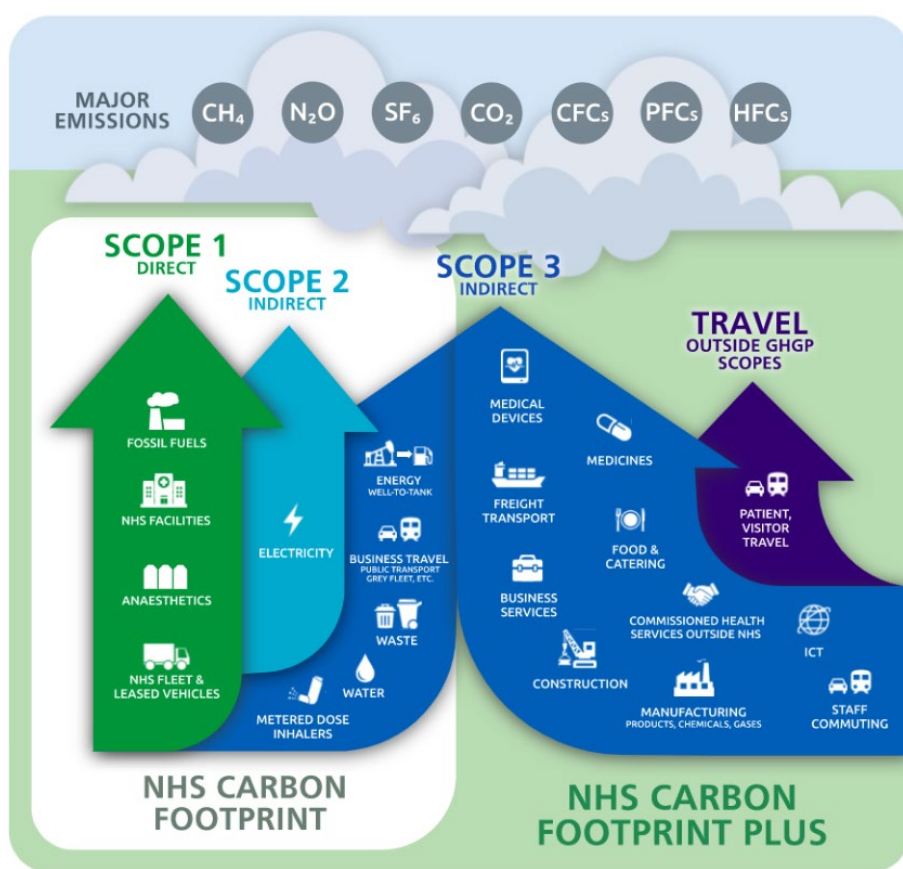 MAJOR
EMISSIONS
CH₄
N₂O
SF₆
CO₂
CFCs
PFCs
HFCs
SCOPE 1
DIRECT
FOSSIL FUELS
NHS FACILITIES
ANAESTHETICS
NHS FLEET &
LEASED VEHICLES
SCOPE 2
INDIRECT
ELECTRICITY
SCOPE 3
INDIRECT
ENERGY
WELL-TO-TANK
BUSINESS TRAVEL
PUBLIC TRANSPORT
GREY FLEET, ETC.
WASTE
WATER
METERED DOSE
INHALERS
MEDICAL
DEVICES
MEDICINES
FREIGHT
TRANSPORT
FOOD &
CATERING
BUSINESS
SERVICES
COMMISSIONED HEALTH
SERVICES OUTSIDE NHS
CONSTRUCTION
MANUFACTURING
PRODUCTS, CHEMICALS, GASES
ICT
STAFF
COMMUTING
TRAVEL
OUTSIDE GHGP
SCOPES
PATIENT,
VISITOR
TRAVEL
NHS CARBON
FOOTPRINT
NHS CARBON
FOOTPRINT PLUS